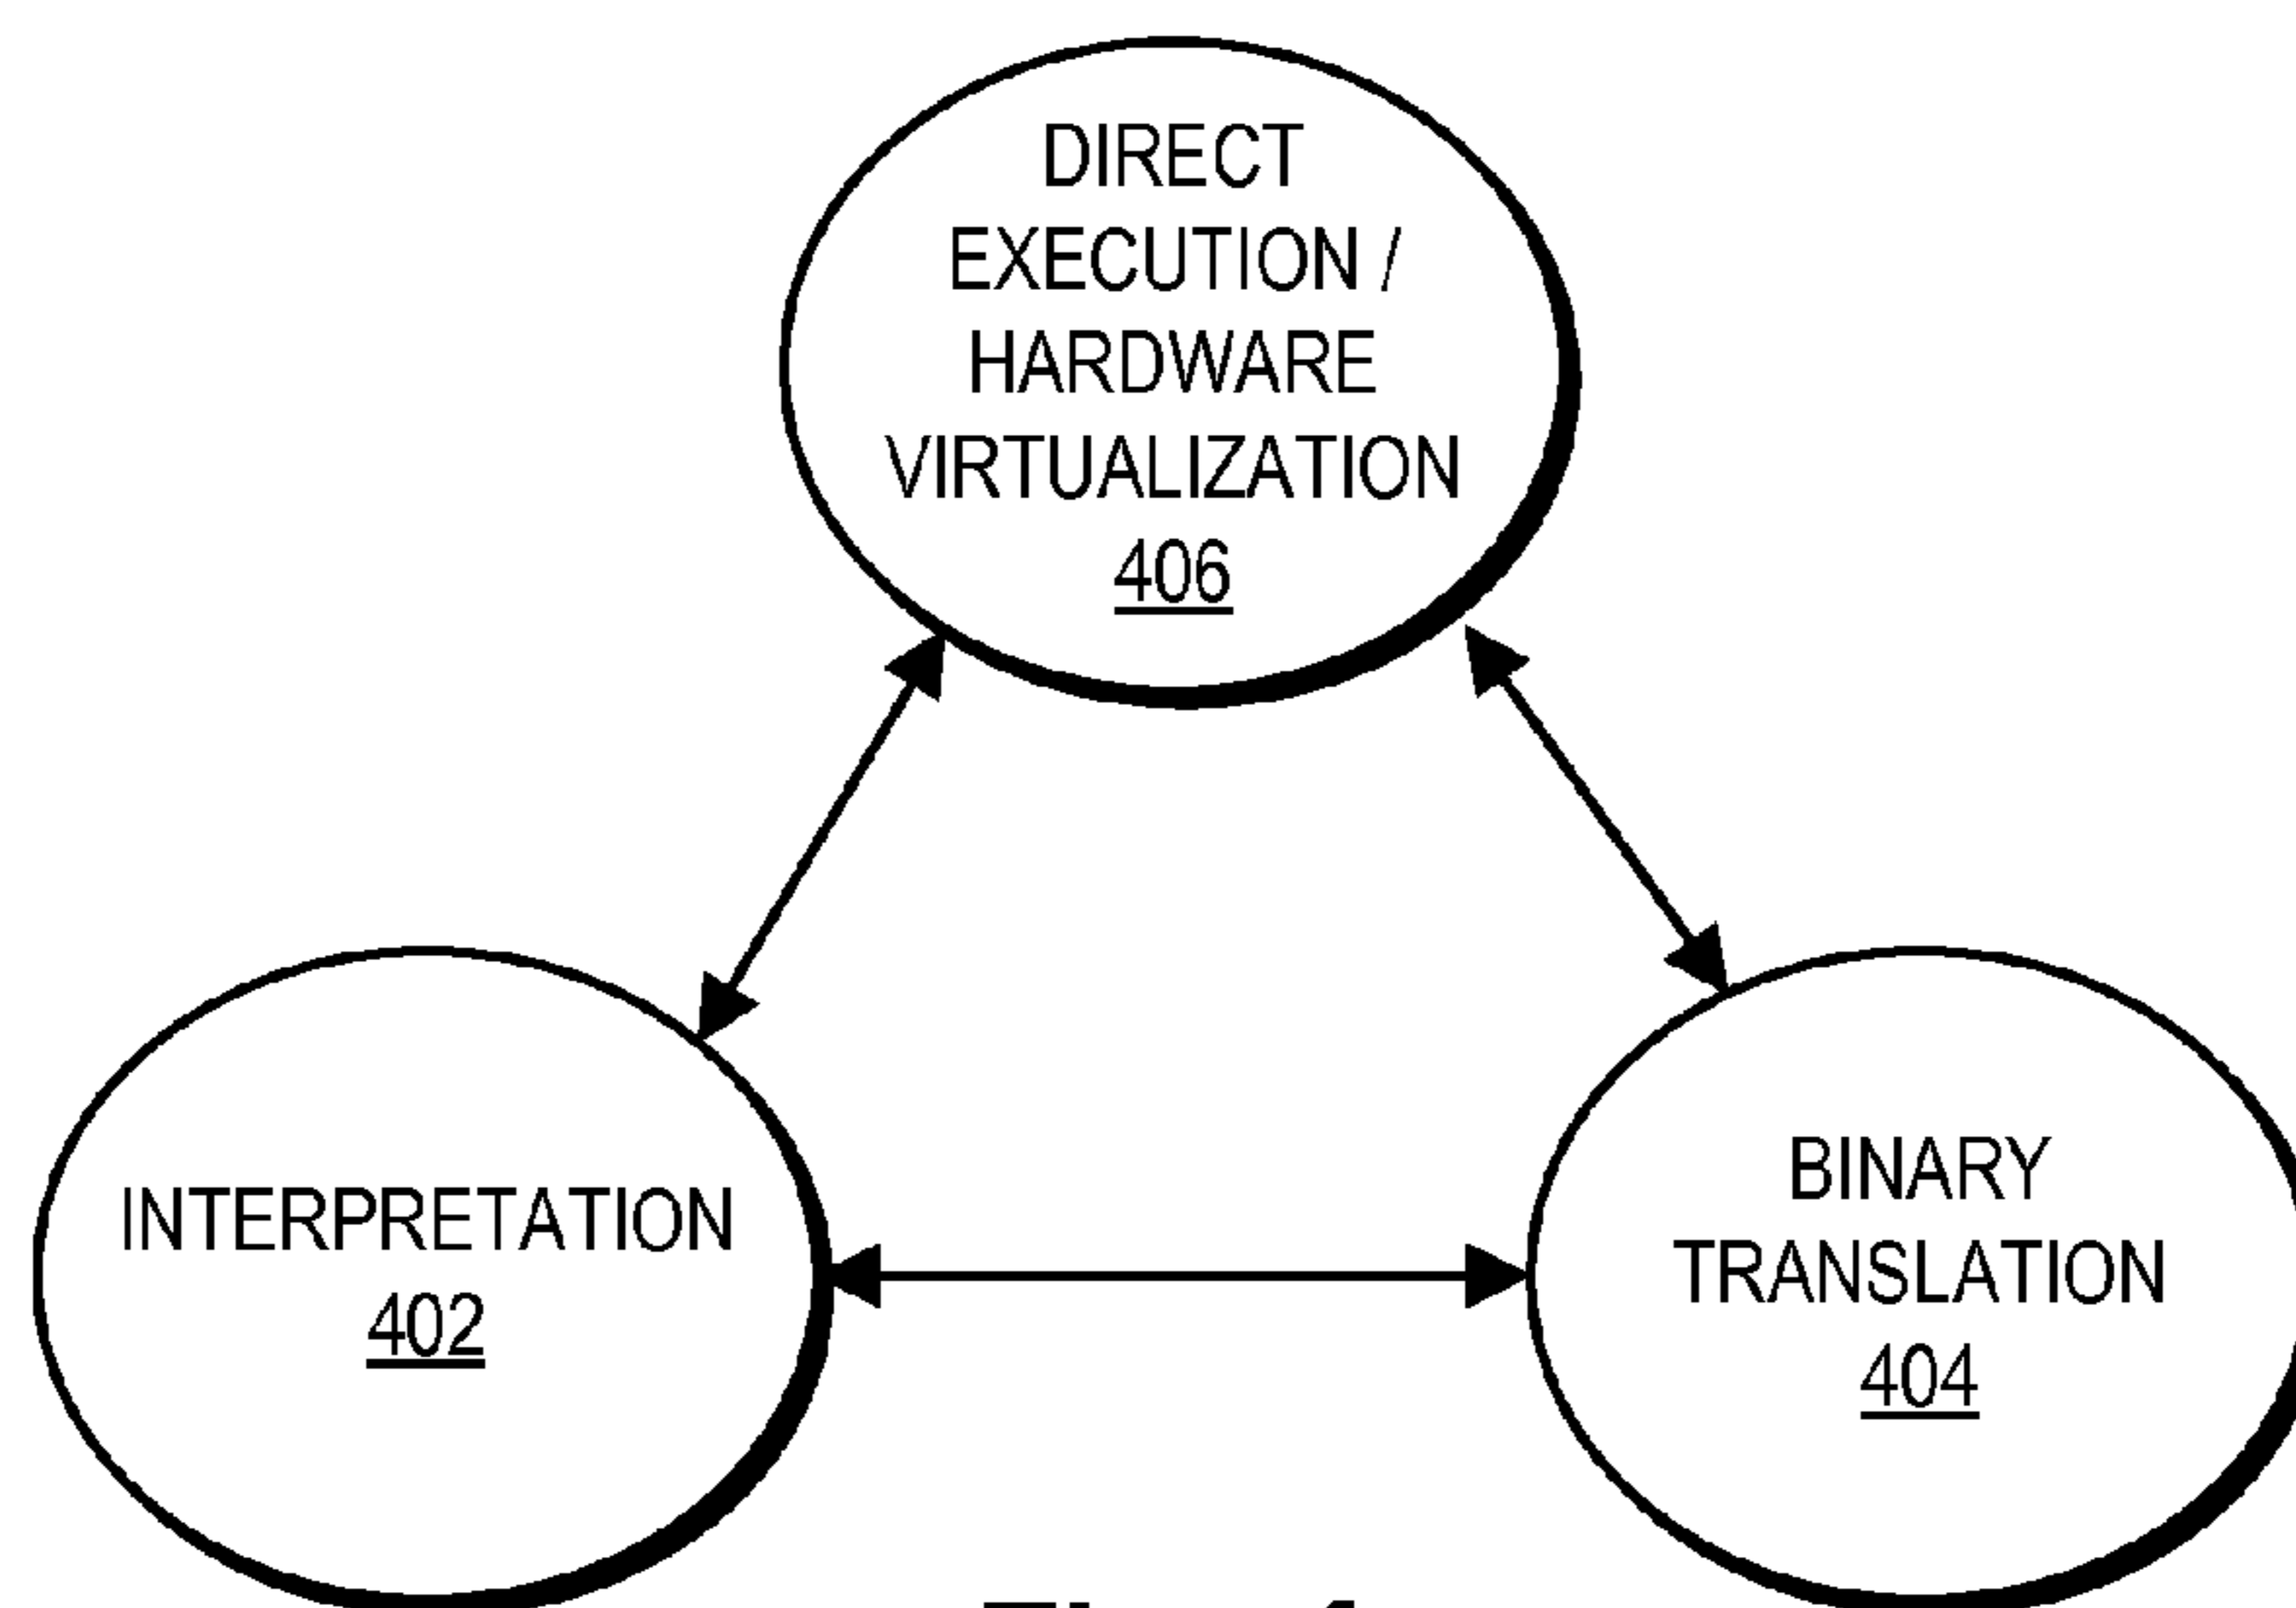 DIRECT
EXECUTION /
HARDWARE
VIRTUALIZATION
406
INTERPRETATION
402
BINARY
TRANSLATION
404